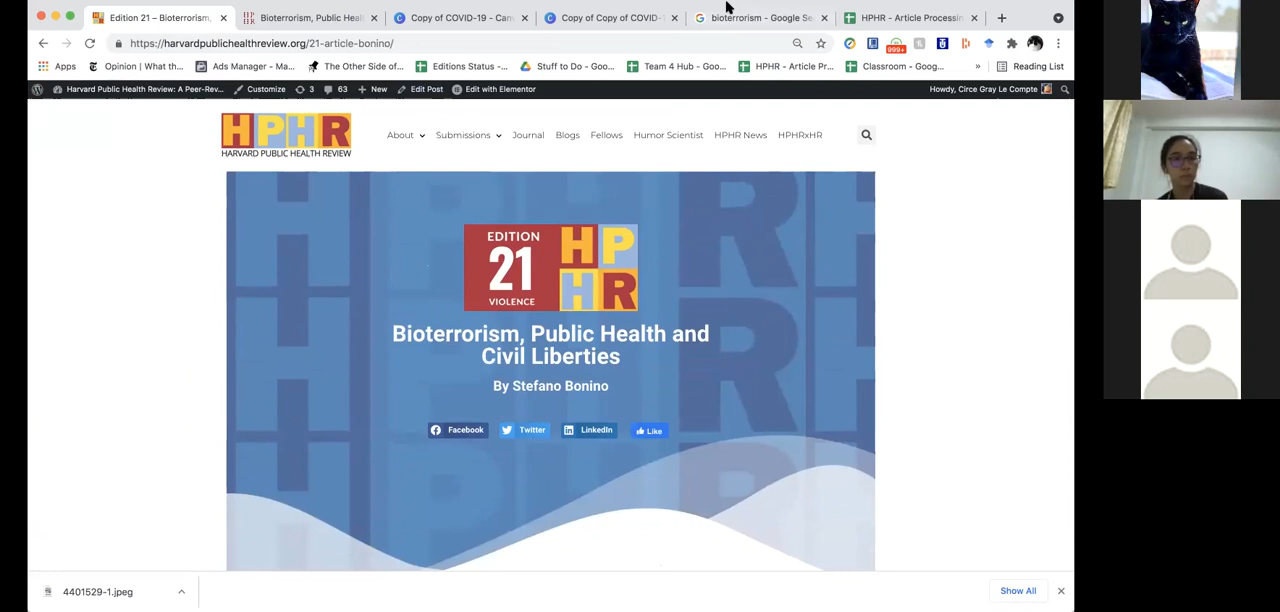 Edition 21 – Bioterrorism,
Bioterrorism, Public Heal
Copy of COVID-19 - Can
Copy of Copy of COVID-1
bioterrorism - Google Se
HPHR - Article Processin
https://harvardpublichealthreview.org/21-article-bonino/
999+
Apps
Opinion | What th...
Ads Manager - Ma...
The Other Side of...
Editions Status -...
Stuff to Do - Goo...
Team 4 Hub - Goo...
HPHR - Article Pr...
Classroom - Goog...
»
Reading List
Harvard Public Health Review: A Peer-Rev...
Customize
3
63
+ New
Edit Post
Edit with Elementor
Howdy, Circe Gray Le Compte
HPHR
HARVARD PUBLIC HEALTH REVIEW
About
Submissions
Journal
Blogs
Fellows
Humor Scientist
HPHR News
HPHRxHR
EDITION
21
VIOLENCE
HP
HR
Bioterrorism, Public Health and
Civil Liberties
By Stefano Bonino
Facebook
Twitter
LinkedIn
Like
4401529-1.jpeg
Show All